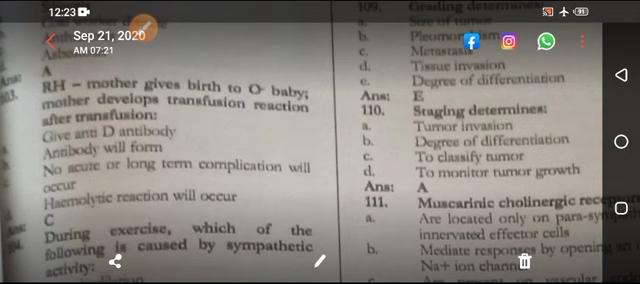 12:23
91
Sep 21, 2020
AM 07:21
A
RH – mother gives birth to O- baby;
mother develops transfusion reaction
after transfusion:
Give anti D antibody
Antibody will form
No acute or long term complication will
occur
Haemolytic reaction will occur
C
During exercise, which of the
following is caused by sympathetic
activity:
109. Grading determines
a. Size of tumor
b.
c. Metastasis
d. Tissue invasion
e. Degree of differentiation
Ans: E
110. Staging determines:
a. Tumor invasion
b. Degree of differentiation
c. To classify tumor
d. To monitor tumor growth
Ans: A
111. Muscarinic cholinergic
a. Are located only on
innervated effector cells
b. Mediate responses by opening an
Na+ ion